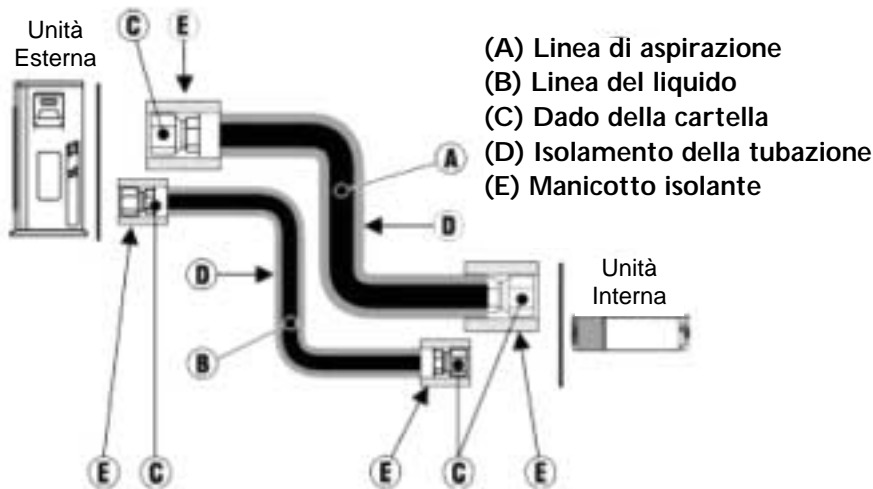 Unità
Esterna
C
E
(A) Linea di aspirazione
(B) Linea del liquido
(C) Dado della cartella
(D) Isolamento della tubazione
(E) Manicotto isolante
A
D
D
Unità
Interna
B
E
C
E
C
E